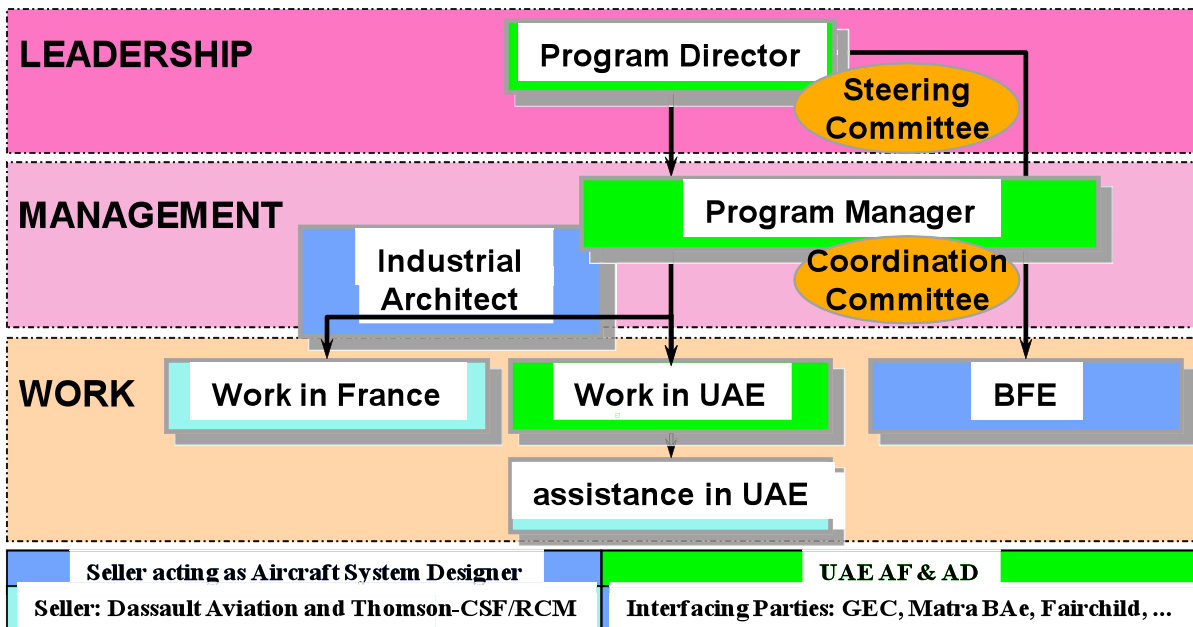 LEADERSHIP
Program Director
Steering
Committee
MANAGEMENT
Program Manager
Industrial
Architect
Coordination
Committee
WORK
Work in France
Work in UAE
BFE
assistance in UAE
Seller acting as Aircraft System Designer
UAE AF & AD
Seller: Dassault Aviation and Thomson-CSF/RCM
Interfacing Parties: GEC, Matra BAe, Fairchild, ...